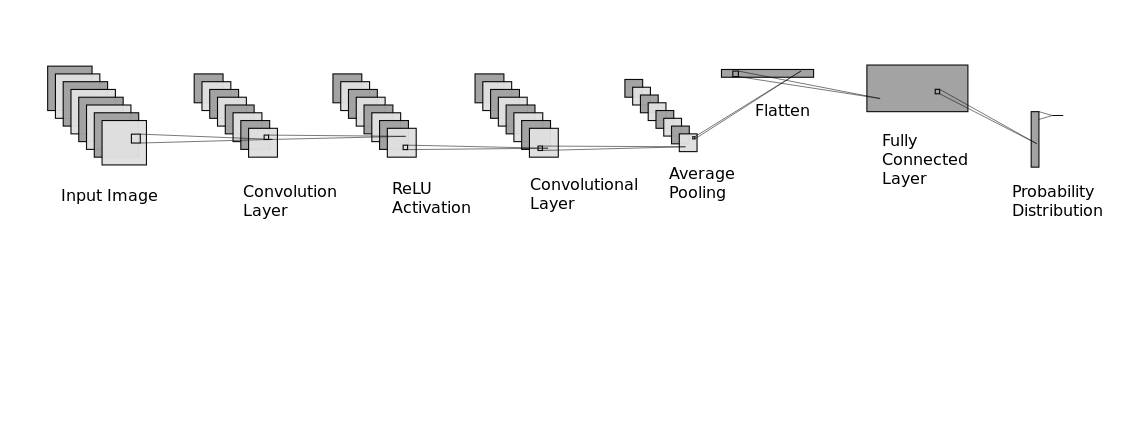 Input Image
Convolution
Layer
ReLU
Activation
Convolutional
Layer
Average
Pooling
Flatten
Fully
Connected
Layer
Probability
Distribution